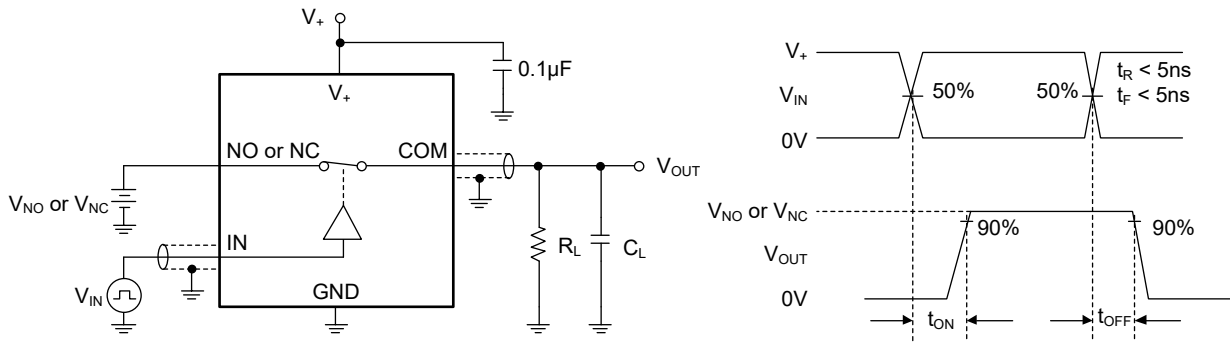 V+
0.1µF
V+
NO or NC
COM
VOUT
VNO or VNC
IN
RL
CL
VIN
GND
V+
VIN
0V
50%
50%
tR < 5ns
tF < 5ns
VNO or VNC
90%
90%
VOUT
0V
tON
tOFF